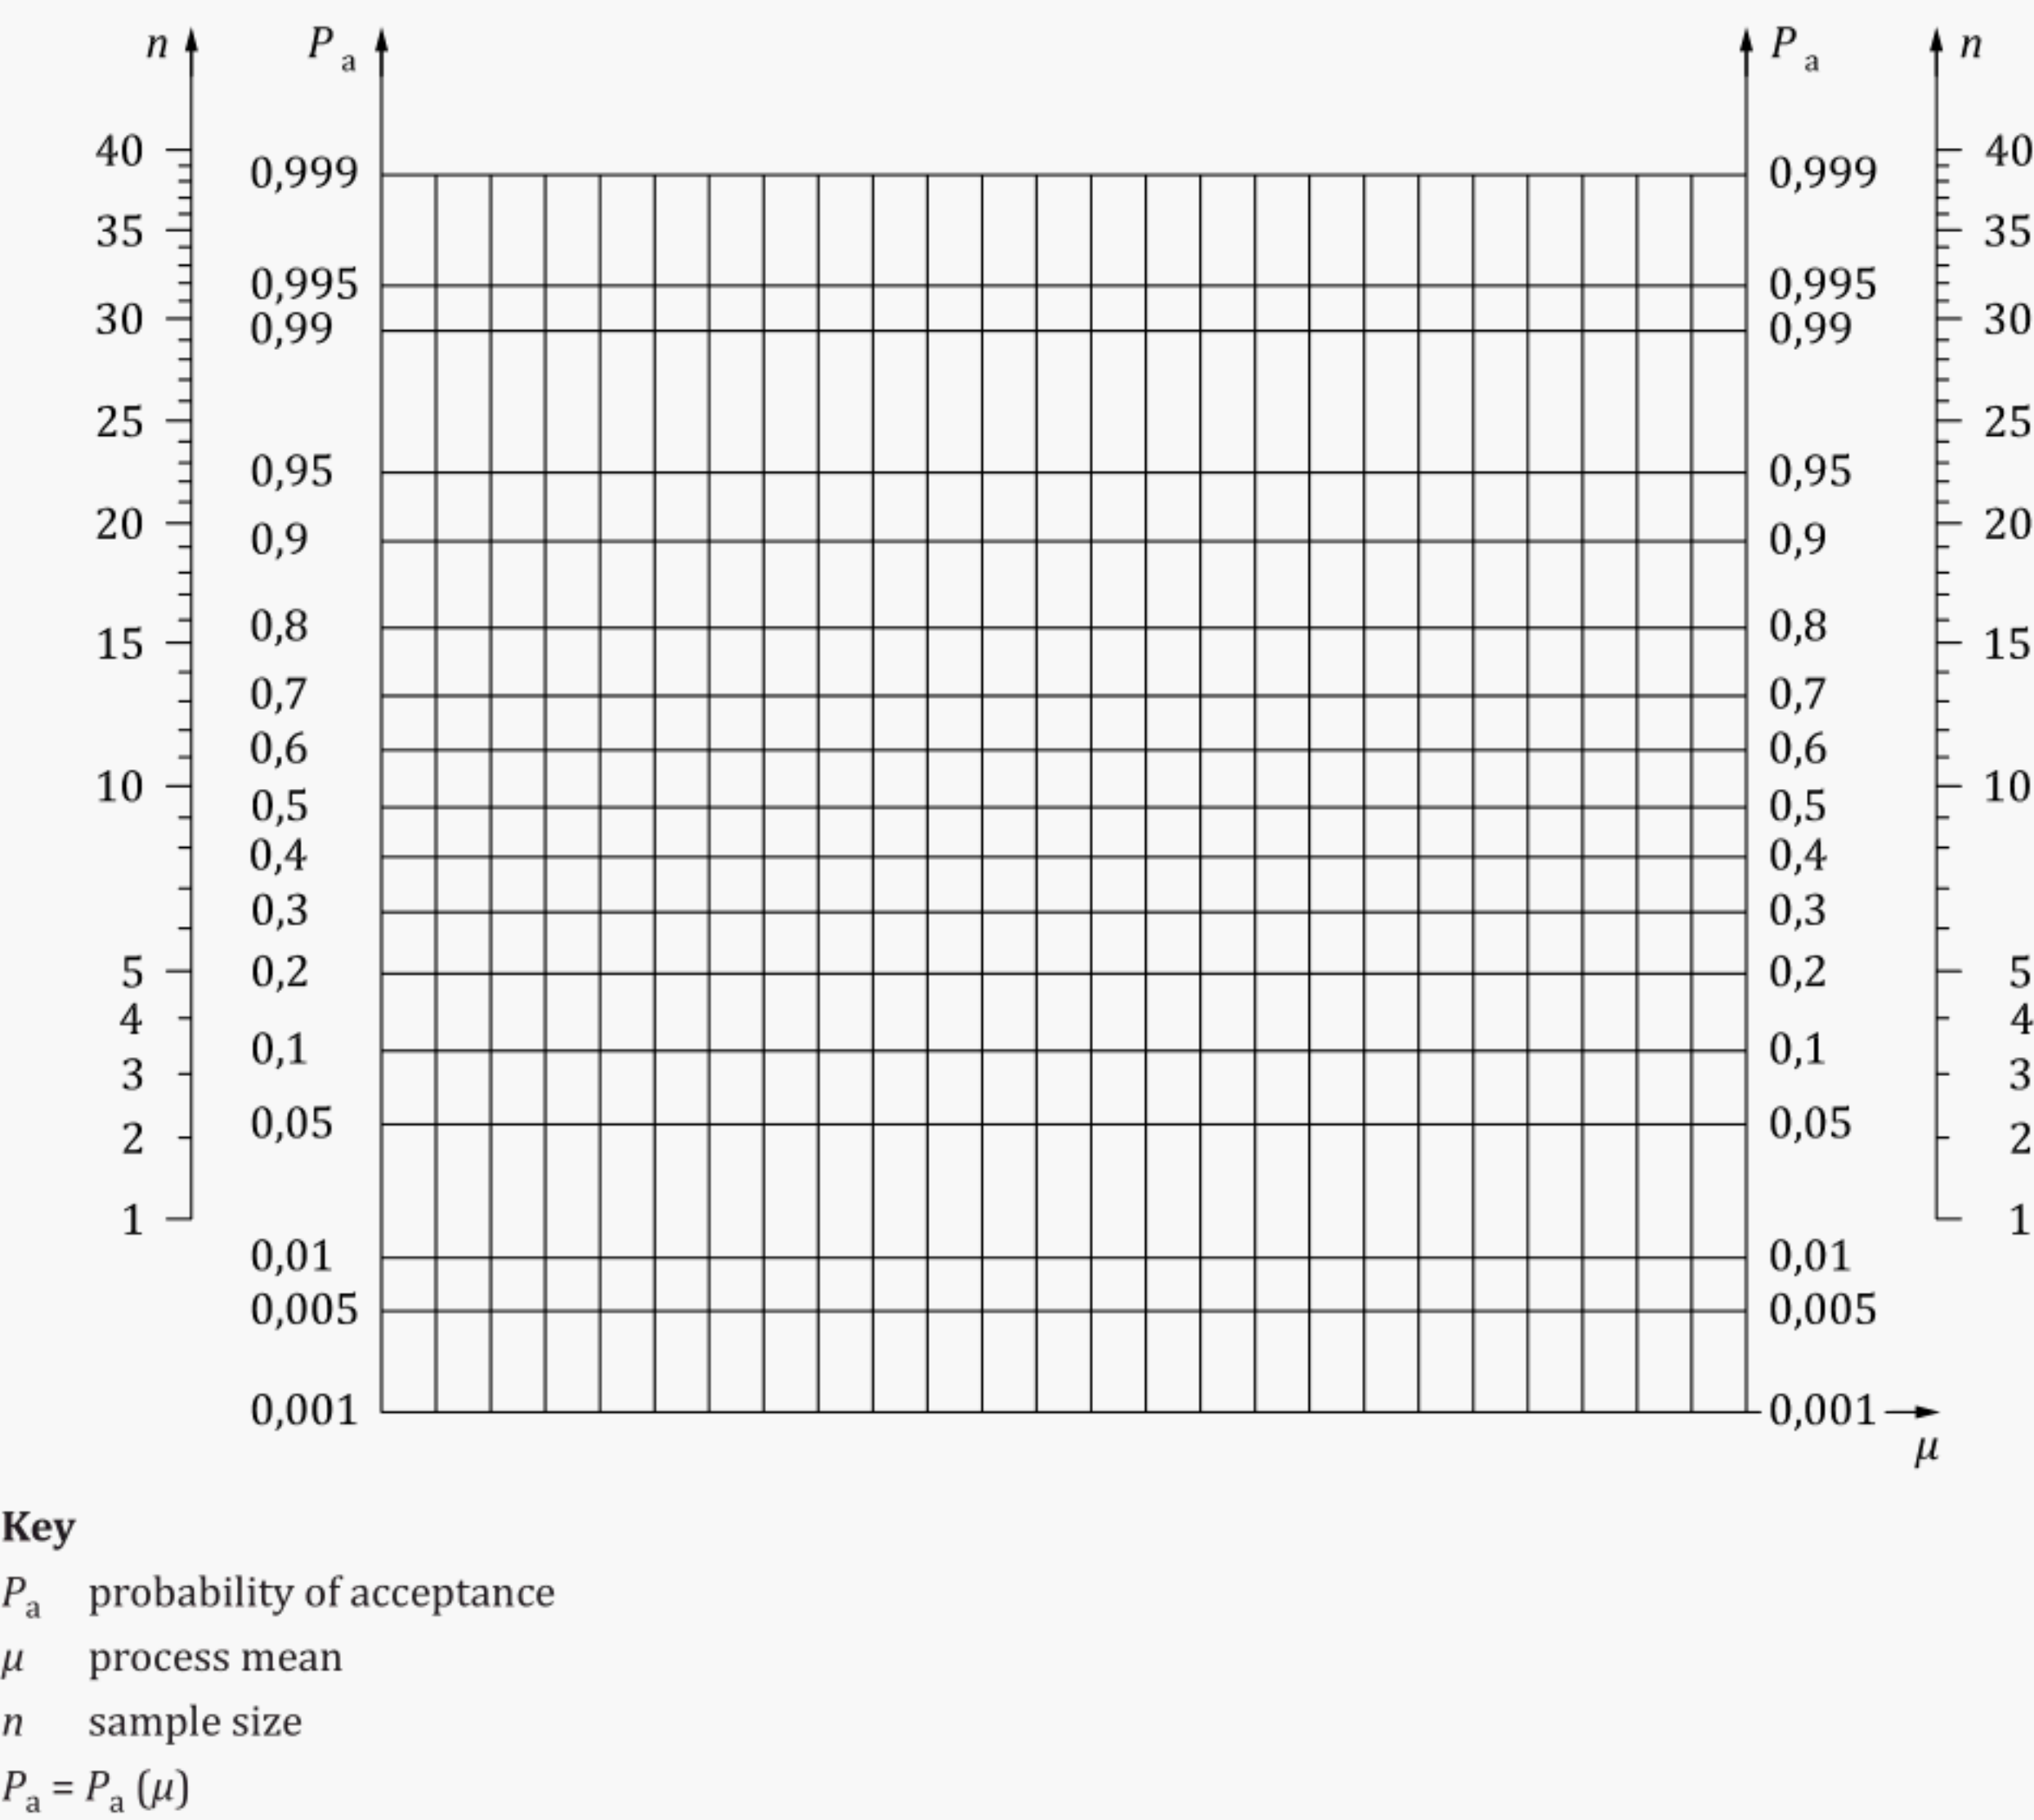 n Pa Pa n
40 0,999 0,999 40
35 35
0,995 0,995
30 0,99 0,99 30
25 25
0,95 0,95
20 0,9 0,9 20
15 0,8 0,8 15
0,7 0,7
0,6 0,6
10 10
0,5 0,5
0,4 0,4
0,3 0,3
5 0,2 0,2 5
4 4
0,1 0,1
3 3
2 0,05 0,05 2
1 1
0,01 0,01
0,005 0,005
0,001 0,001
μ
Key
Pa probability of acceptance
μ process mean
n sample size
Pa = Pa (μ)